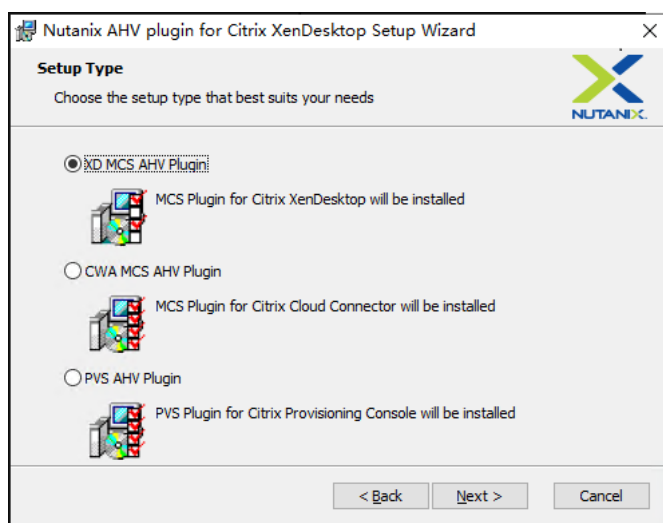 Nutanix AHV plugin for Citrix XenDesktop Setup Wizard
Setup Type
Choose the setup type that best suits your needs
NUTANIX.
XD MCS AHV Plugin
MCS Plugin for Citrix XenDesktop will be installed
CWA MCS AHV Plugin
MCS Plugin for Citrix Cloud Connector will be installed
PVS AHV Plugin
PVS Plugin for Citrix Provisioning Console will be installed
< Back
Next >
Cancel